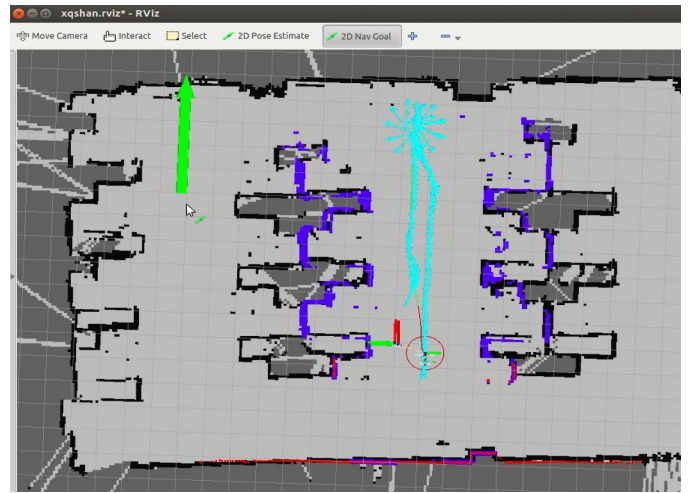 xqshan.rviz* - RViz
Move Camera Interact Select 2D Pose Estimate 2D Nav Goal